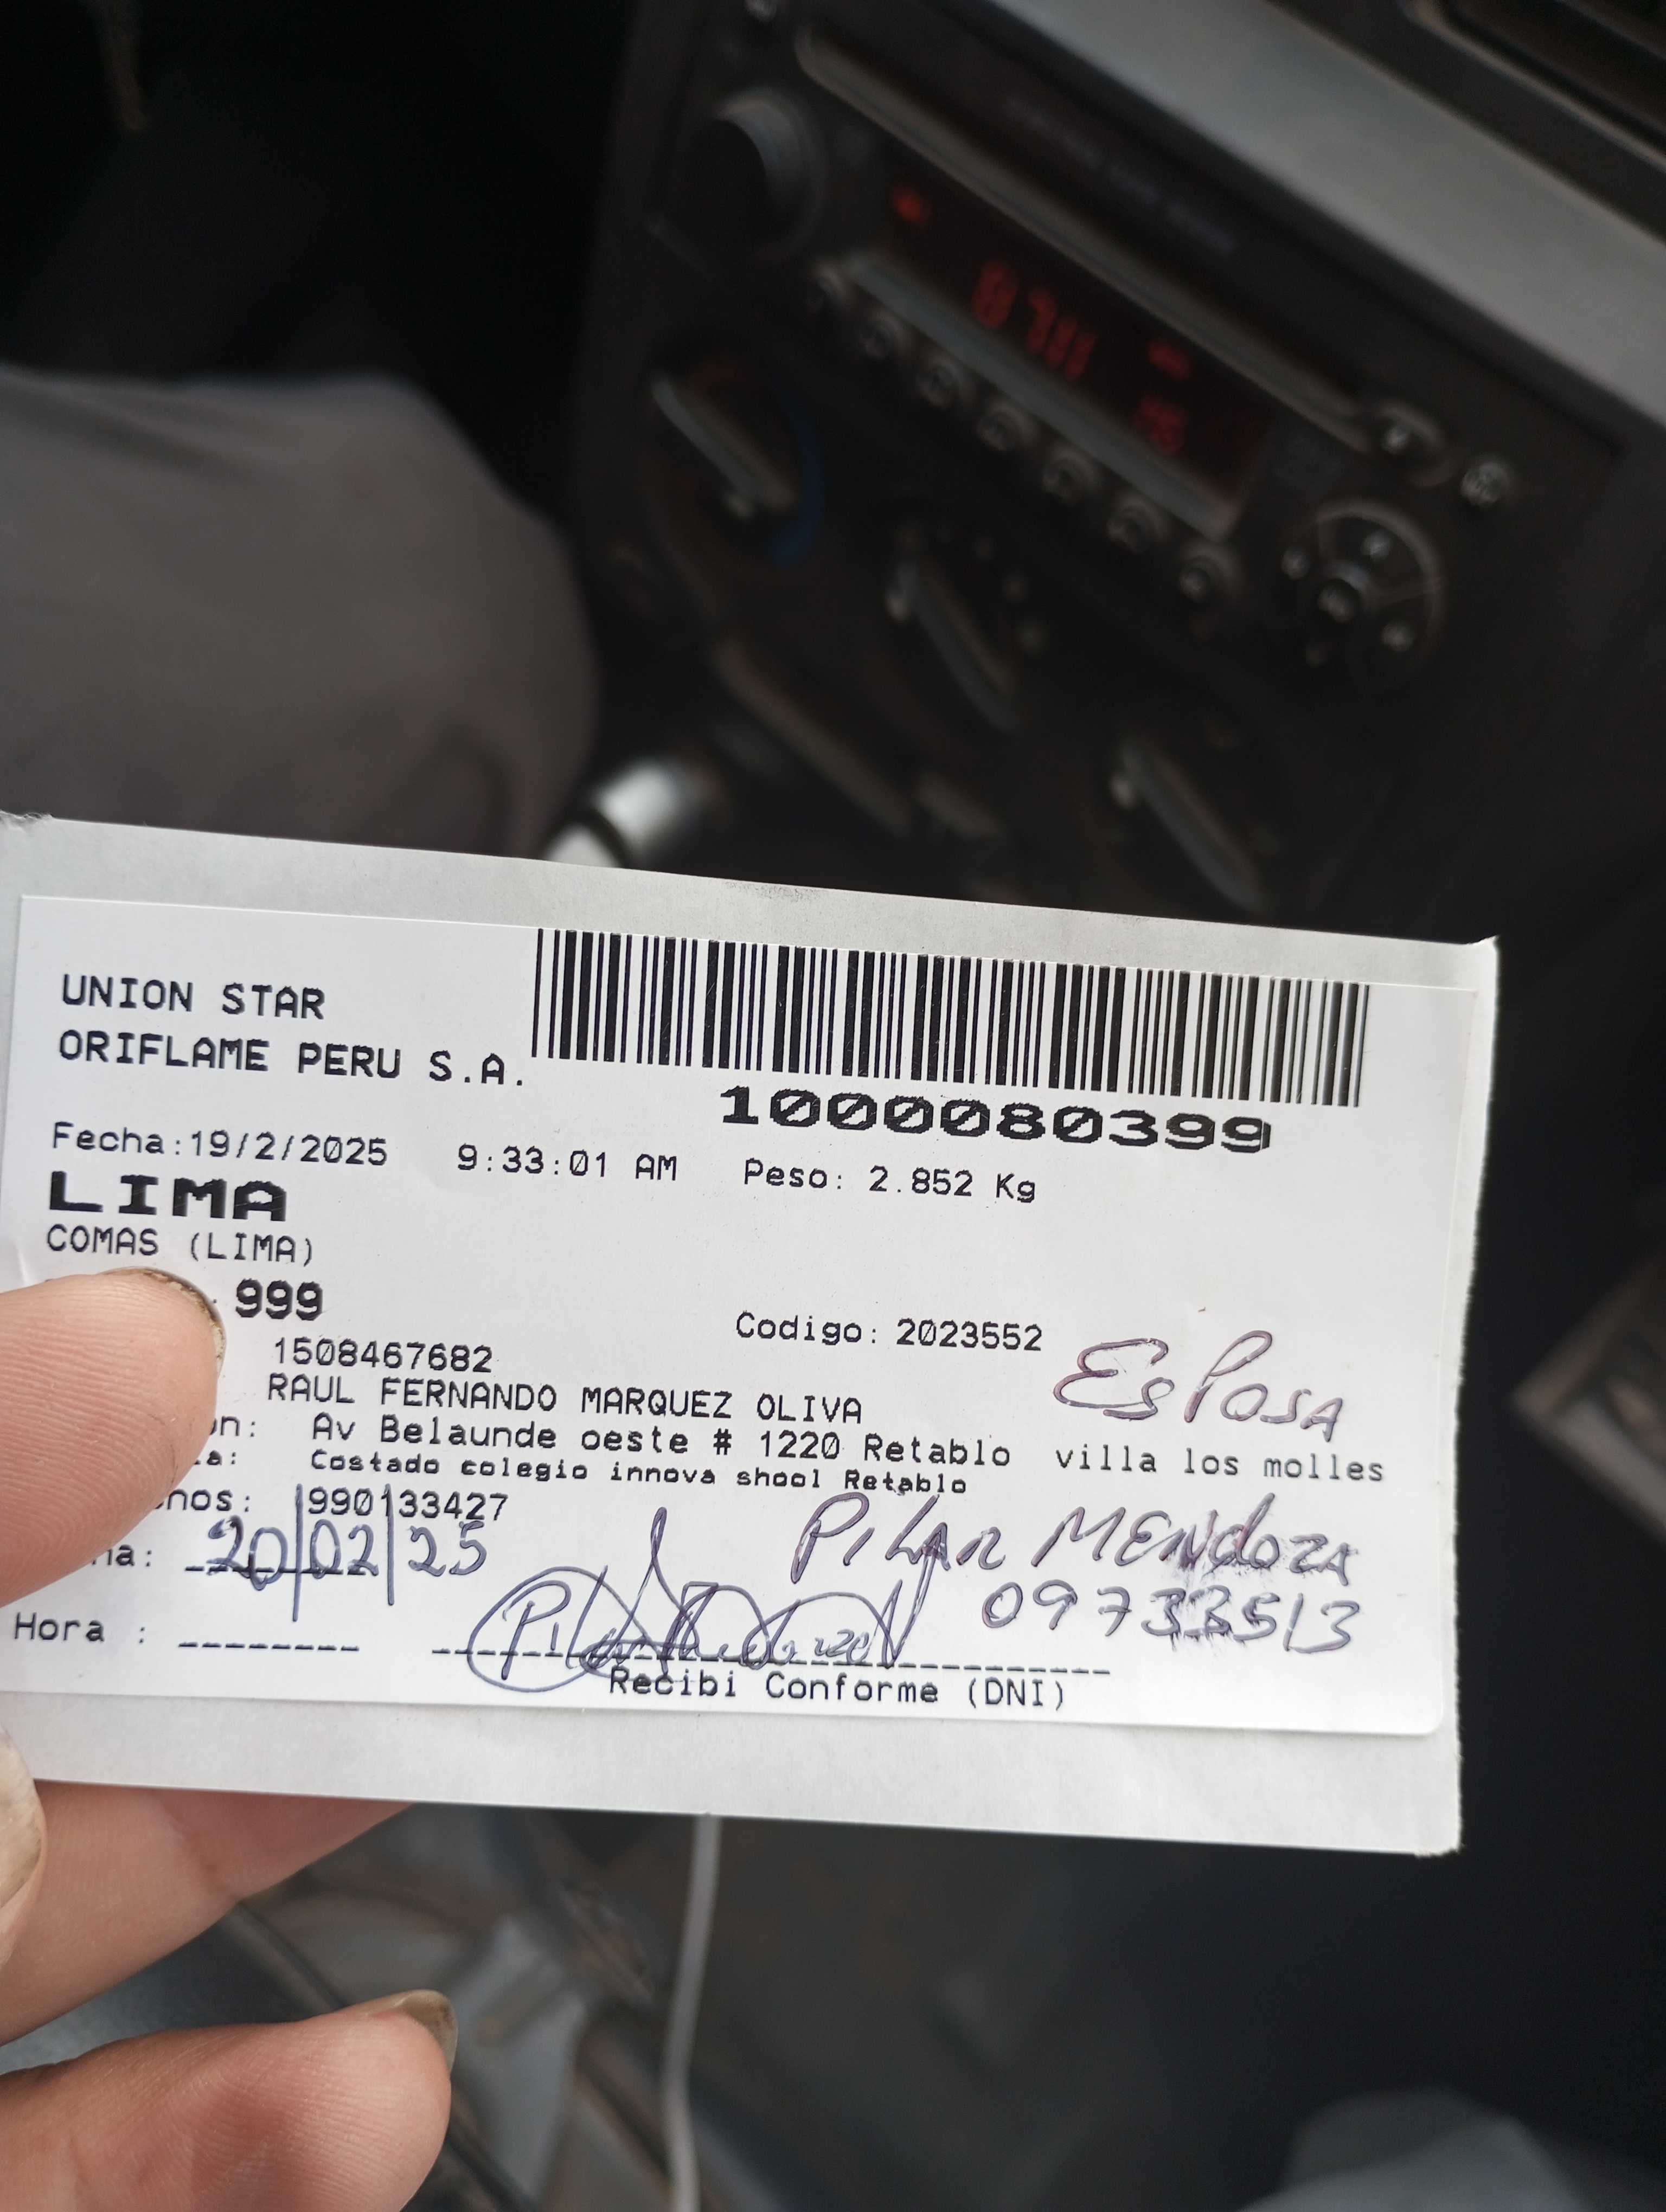 UNION STAR
ORIFLAME PERU S.A.
1000080399
Fecha:19/2/2025 9:33:01 AM Peso: 2.852 Kg
LIMA
COMAS (LIMA)
999
1508467682 Codigo: 2023552
Esposa
RAUL FERNANDO MARQUEZ OLIVA
Av Belaunde oeste # 1220 Retablo villa los molles
Costado colegio innova shool Retablo
990133427
20/02/25
PILAR MENDOZA
09733513
Hora :
Recibi Conforme (DNI)